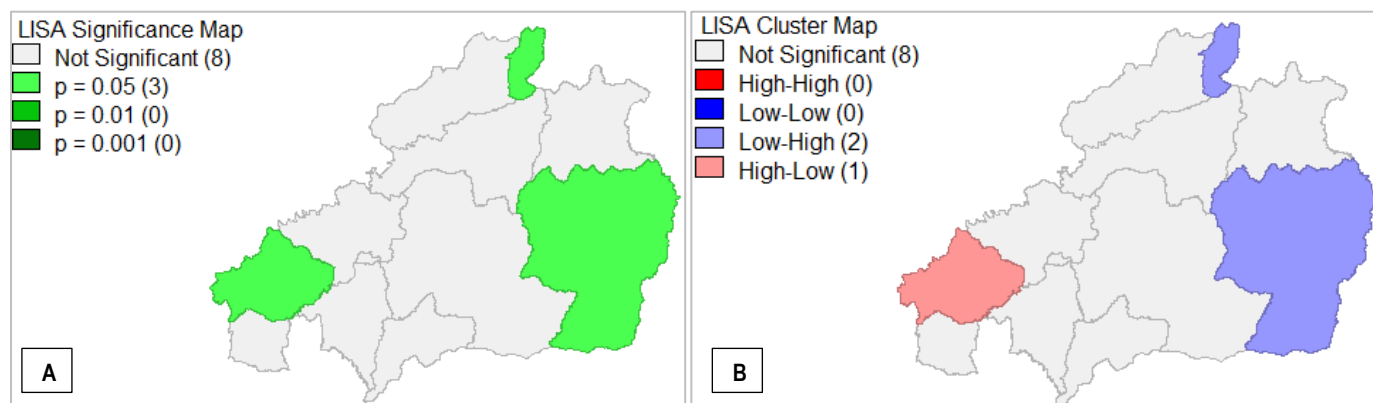 LISA Significance Map
Not Significant (8)
p = 0.05 (3)
p = 0.01 (0)
p = 0.001 (0)
A
LISA Cluster Map
Not Significant (8)
High-High (0)
Low-Low (0)
Low-High (2)
High-Low (1)
B